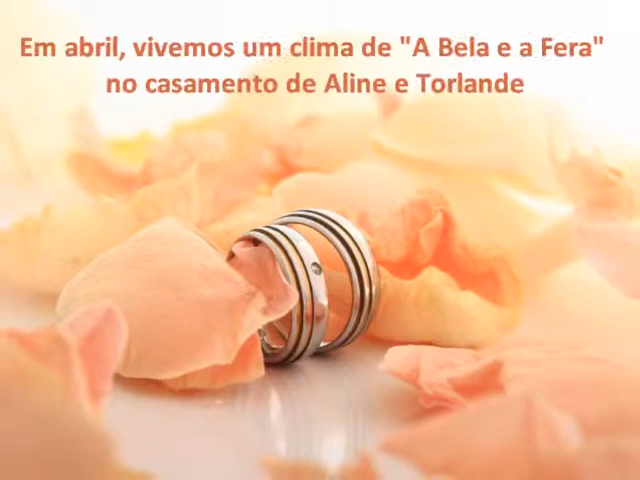 Em abril, vivemos um clima de "A Bela e a Fera"
no casamento de Aline e Torlande